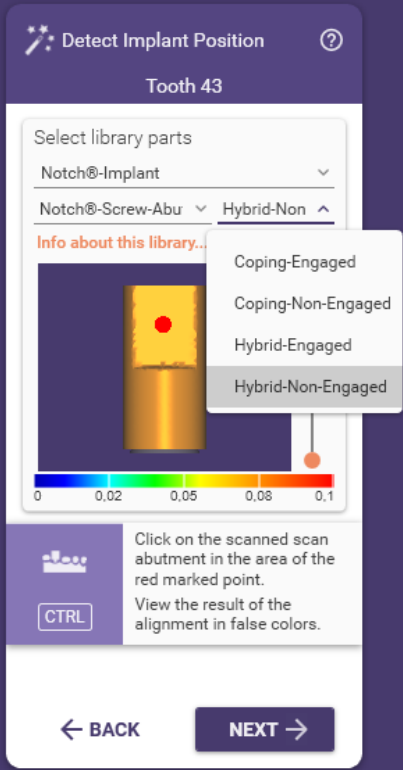 Detect Implant Position
Tooth 43
Select library parts
Notch®-Implant
Notch®-Screw-Abu
Hybrid-Non
Info about this library...
Coping-Engaged
Coping-Non-Engaged
Hybrid-Engaged
Hybrid-Non-Engaged
0 0,02 0,05 0,08 0,1
Click on the scanned scan
abutment in the area of the
red marked point.
CTRL
View the result of the
alignment in false colors.
BACK
NEXT